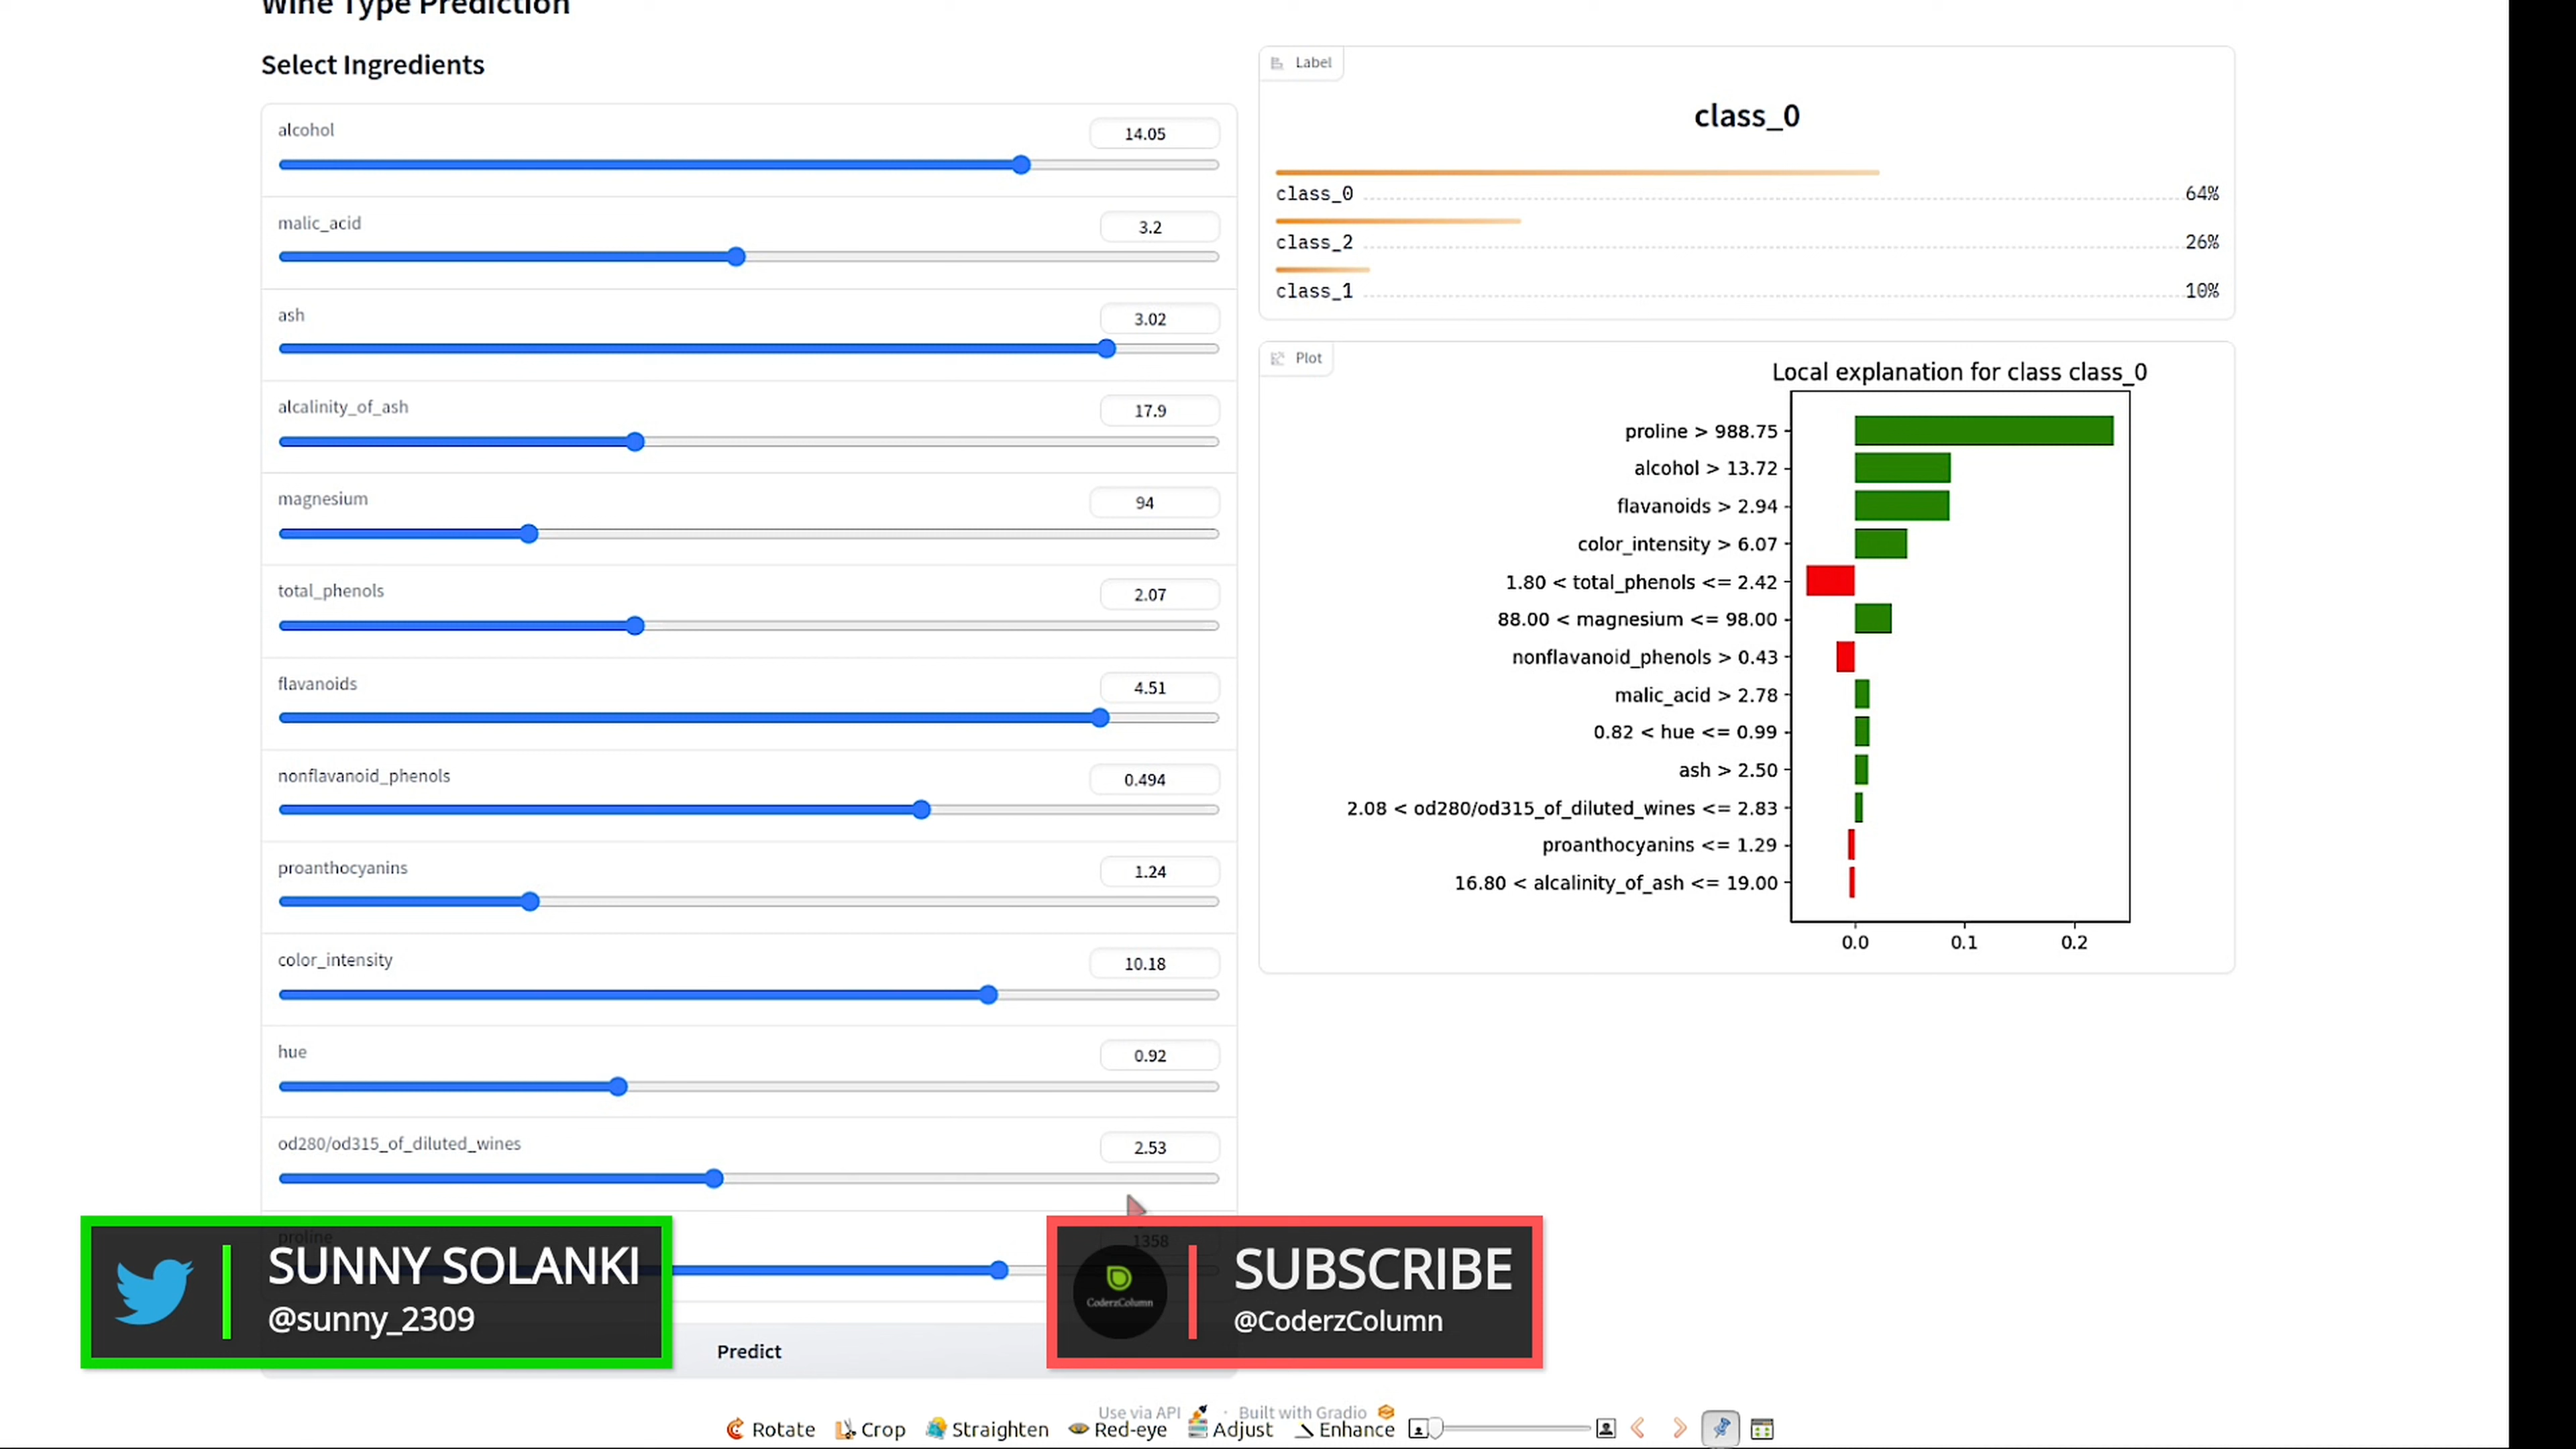 Wine Type Prediction
Select Ingredients
alcohol
14.05
malic_acid
3.2
ash
3.02
alcalinity_of_ash
17.9
magnesium
94
total_phenols
2.07
flavanoids
4.51
nonflavanoid_phenols
0.494
proanthocyanins
1.24
color_intensity
10.18
hue
0.92
od280/od315_of_diluted_wines
2.53
proline
1358
Predict
Label
class_0
class_0 64%
class_2 26%
class_1 10%
Plot
Local explanation for class class_0
proline > 988.75
alcohol > 13.72
flavanoids > 2.94
color_intensity > 6.07
1.80 < total_phenols <= 2.42
88.00 < magnesium <= 98.00
nonflavanoid_phenols > 0.43
malic_acid > 2.78
0.82 < hue <= 0.99
ash > 2.50
2.08 < od280/od315_of_diluted_wines <= 2.83
proanthocyanins <= 1.29
16.80 < alcalinity_of_ash <= 19.00
0.0 0.1 0.2
SUNNY SOLANKI
@sunny_2309
CoderzColumn
SUBSCRIBE
@CoderzColumn
Use via API · Built with Gradio
Rotate Crop Straighten Red-eye Adjust Enhance